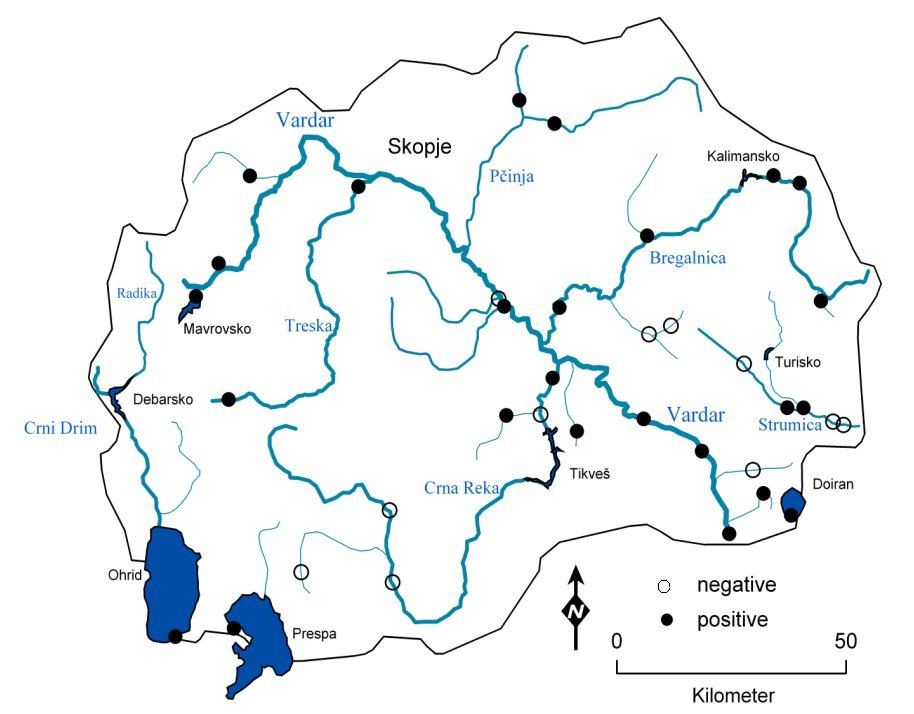 Vardar
Skopje
Kalimansko
Pčinja
Bregalnica
Radika
Mavrovsko
Treska
Turisko
Debarsko
Vardar
Crni Drim
Strumica
Tikveš
Crna Reka
Doiran
Ohrid
Prespa
N
negative
positive
0 50
Kilometer